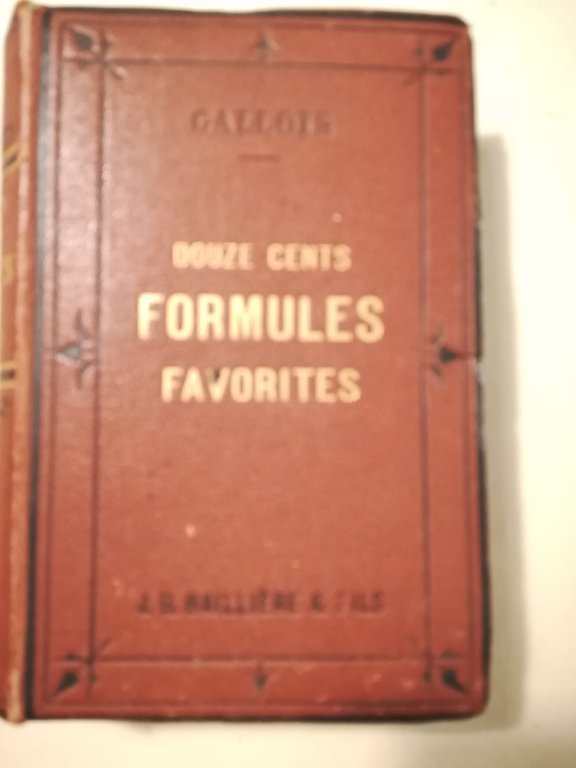 GALLOIS
DOUZE CENTS
FORMULES
FAVORITES
J. B. BAILLIÈRE & FILS